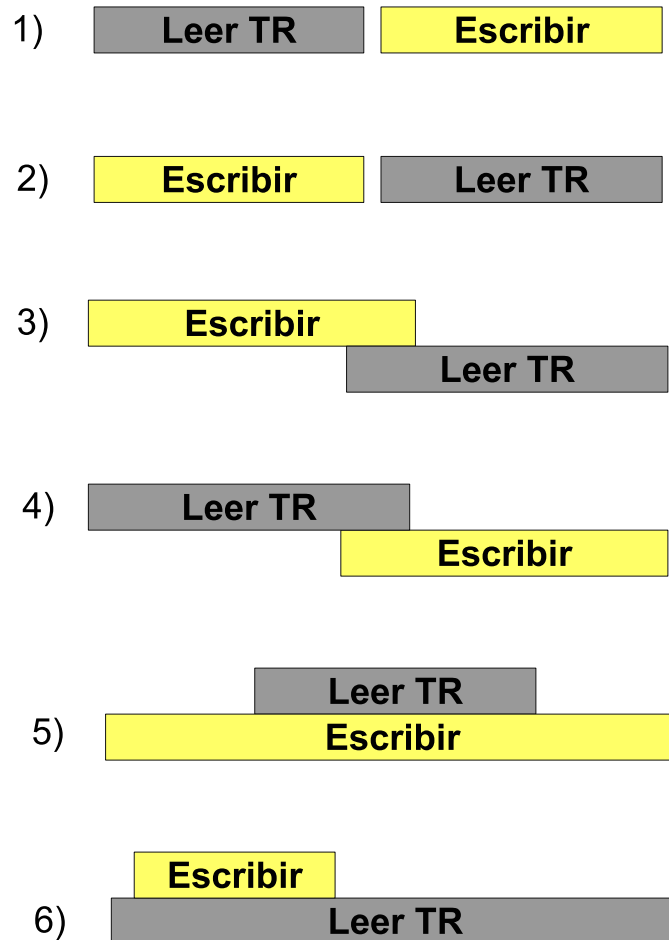 1) Leer TR Escribir
2) Escribir Leer TR
3) Escribir
Leer TR
4) Leer TR
Escribir
Leer TR
5) Escribir
Escribir
6) Leer TR